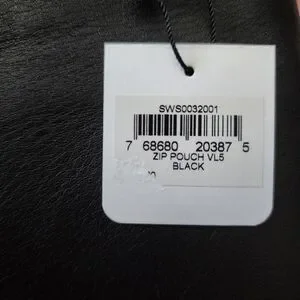 SWS0032001
7 68680 20387 5
ZIP POUCH VL5
BLACK